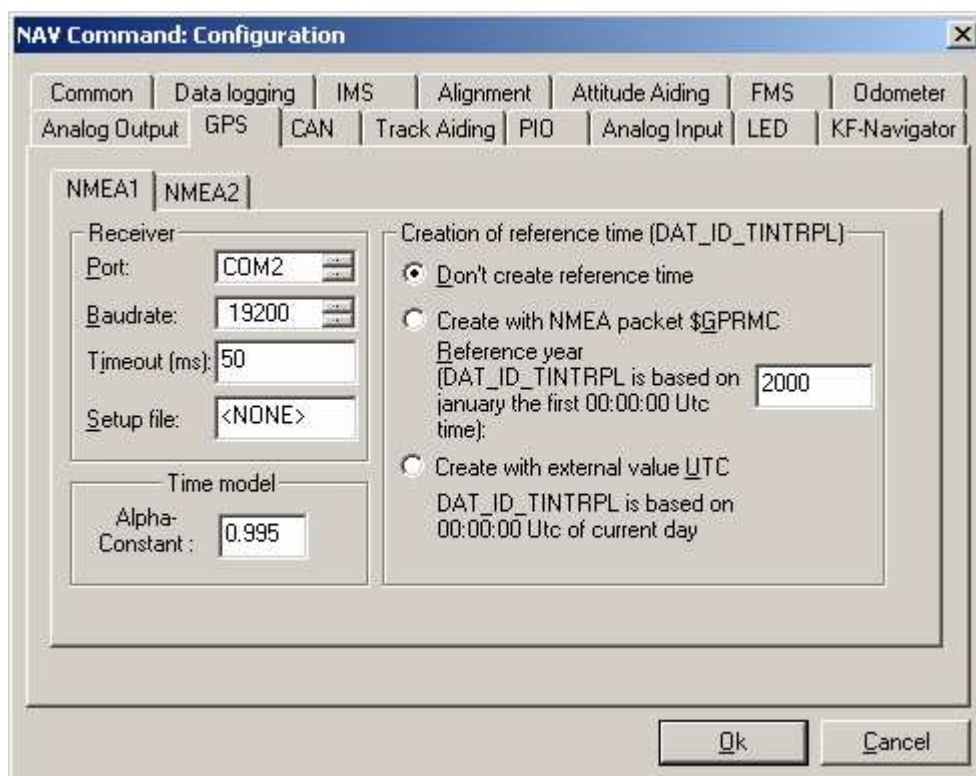 NAV Command: Configuration
Common Data logging IMS Alignment Attitude Aiding FMS Odometer
Analog Output GPS CAN Track Aiding PIO Analog Input LED KF-Navigator
NMEA1 NMEA2
Receiver
Port: COM2
Baudrate: 19200
Timeout (ms): 50
Setup file: <NONE>
Time model
Alpha-
Constant : 0.995
Creation of reference time (DAT_ID_TINTRPL)
Don't create reference time
Create with NMEA packet $GPRMC
Reference year
(DAT_ID_TINTRPL is based on
january the first 00:00:00 Utc
time):
2000
Create with external value UTC
DAT_ID_TINTRPL is based on
00:00:00 Utc of current day
Ok Cancel